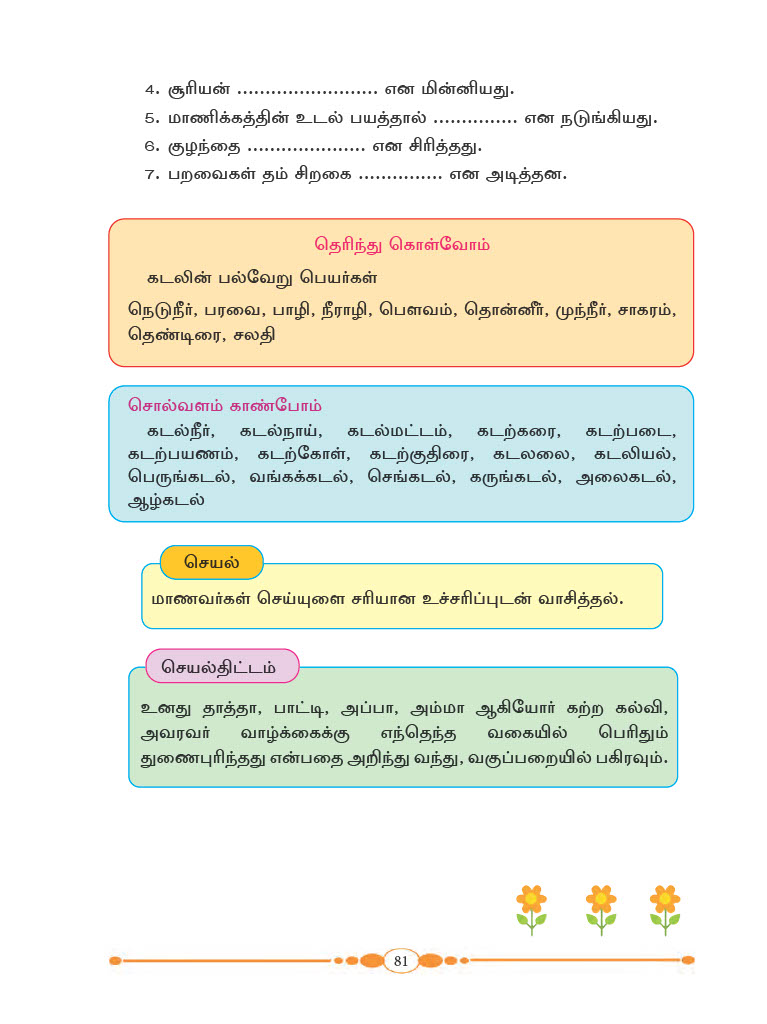 4. சூரியன் ......................... என மின்னியது.
5. மாணிக்கத்தின் உடல் பயத்தால் ............... என நடுங்கியது.
6. குழந்தை ..................... என சிரித்தது.
7. பறவைகள் தம் சிறகை ............... என அடித்தன.
தெரிந்து கொள்வோம்
கடலின் பல்வேறு பெயர்கள்
நெடுநீர், பரவை, பாழி, நீராழி, பௌவம், தொன்னீர், முந்நீர், சாகரம்,
தெண்டிரை, சலதி
சொல்வளம் காண்போம்
கடல்நீர், கடல்நாய், கடல்மட்டம், கடற்கரை, கடற்படை,
கடற்பயணம், கடற்கோள், கடற்குதிரை, கடலலை, கடலியல்,
பெருங்கடல், வங்கக்கடல், செங்கடல், கருங்கடல், அலைகடல்,
ஆழ்கடல்
செயல்
மாணவர்கள் செய்யுளை சரியான உச்சரிப்புடன் வாசித்தல்.
செயல்திட்டம்
உனது தாத்தா, பாட்டி, அப்பா, அம்மா ஆகியோர் கற்ற கல்வி,
அவரவர் வாழ்க்கைக்கு எந்தெந்த வகையில் பெரிதும்
துணைபுரிந்தது என்பதை அறிந்து வந்து, வகுப்பறையில் பகிரவும்.
81